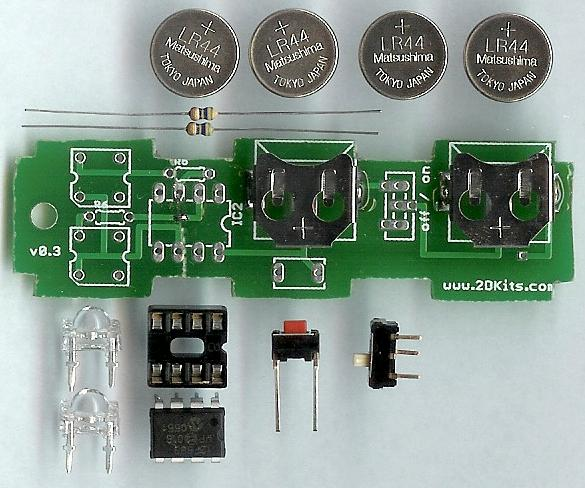 +
LR44
Matsushima
TOKYO JAPAN
+
LR44
Matsushima
TOKYO JAPAN
+
LR44
Matsushima
TOKYO JAPAN
+
LR44
Matsushima
TOKYO JAPAN
IC2
off / on
+
+
v0.3
www.20Kits.com